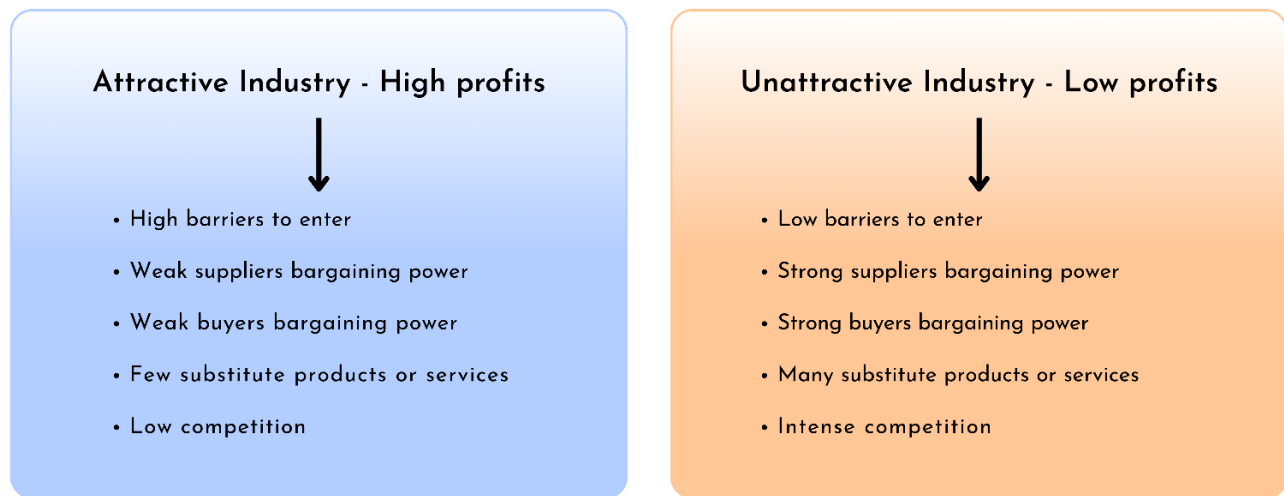 Attractive Industry - High profits
• High barriers to enter
• Weak suppliers bargaining power
• Weak buyers bargaining power
• Few substitute products or services
• Low competition
Unattractive Industry - Low profits
• Low barriers to enter
• Strong suppliers bargaining power
• Strong buyers bargaining power
• Many substitute products or services
• Intense competition